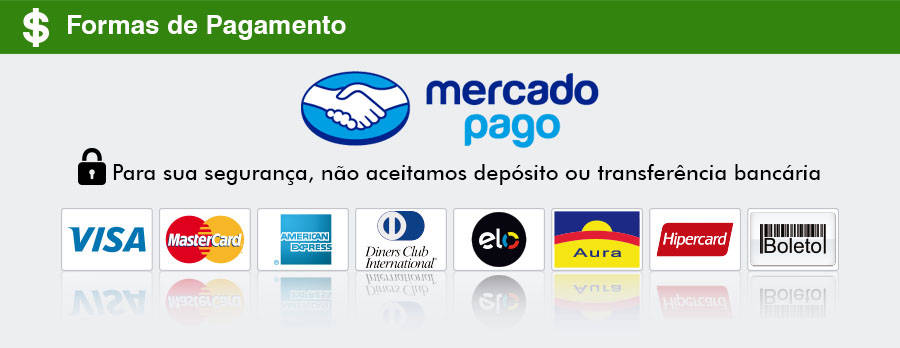 $ Formas de Pagamento
mercado
pago
Para sua segurança, não aceitamos depósito ou transferência bancária
VISA
MasterCard
AMERICAN
EXPRESS
Diners Club
International
elo
Aura
Hipercard
Boleto